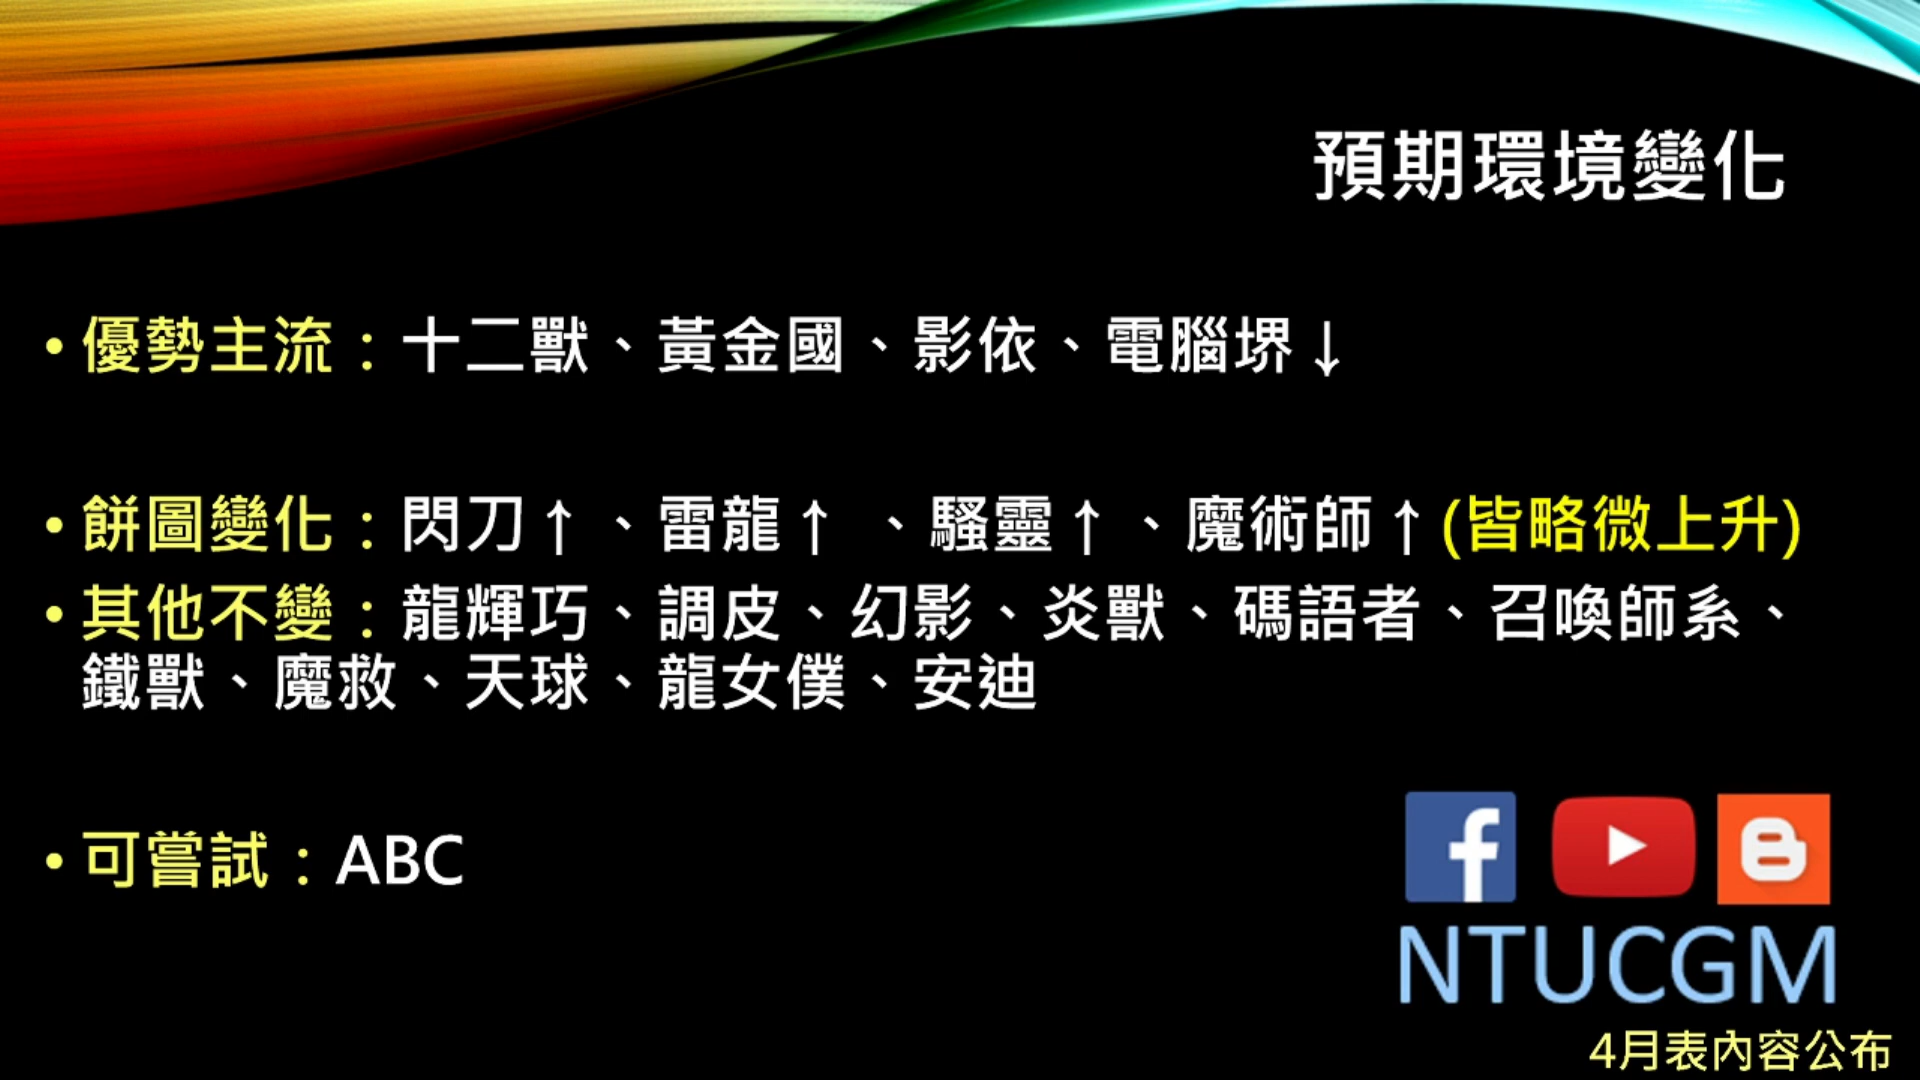 預期環境變化
• 優勢主流：十二獸、黃金國、影依、電腦堺↓
• 餅圖變化：閃刀↑、雷龍↑ 、騷靈↑、魔術師↑(皆略微上升)
• 其他不變：龍輝巧、調皮、幻影、炎獸、碼語者、召喚師系、
鐵獸、魔救、天球、龍女僕、安迪
• 可嘗試：ABC
NTUCGM
4月表內容公布